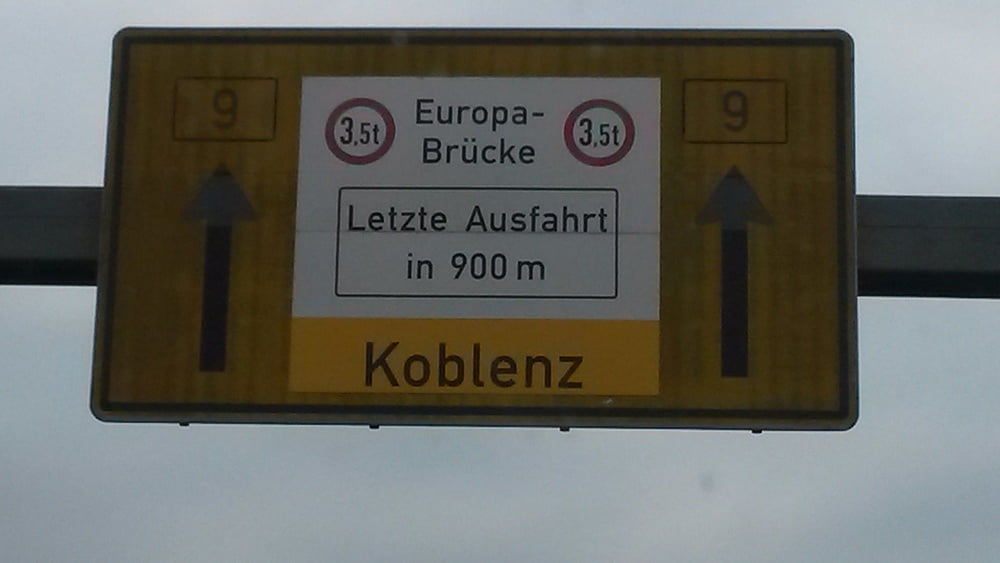 9
9
3,5t
Europa-
Brücke
3,5t
Letzte Ausfahrt
in 900 m
Koblenz